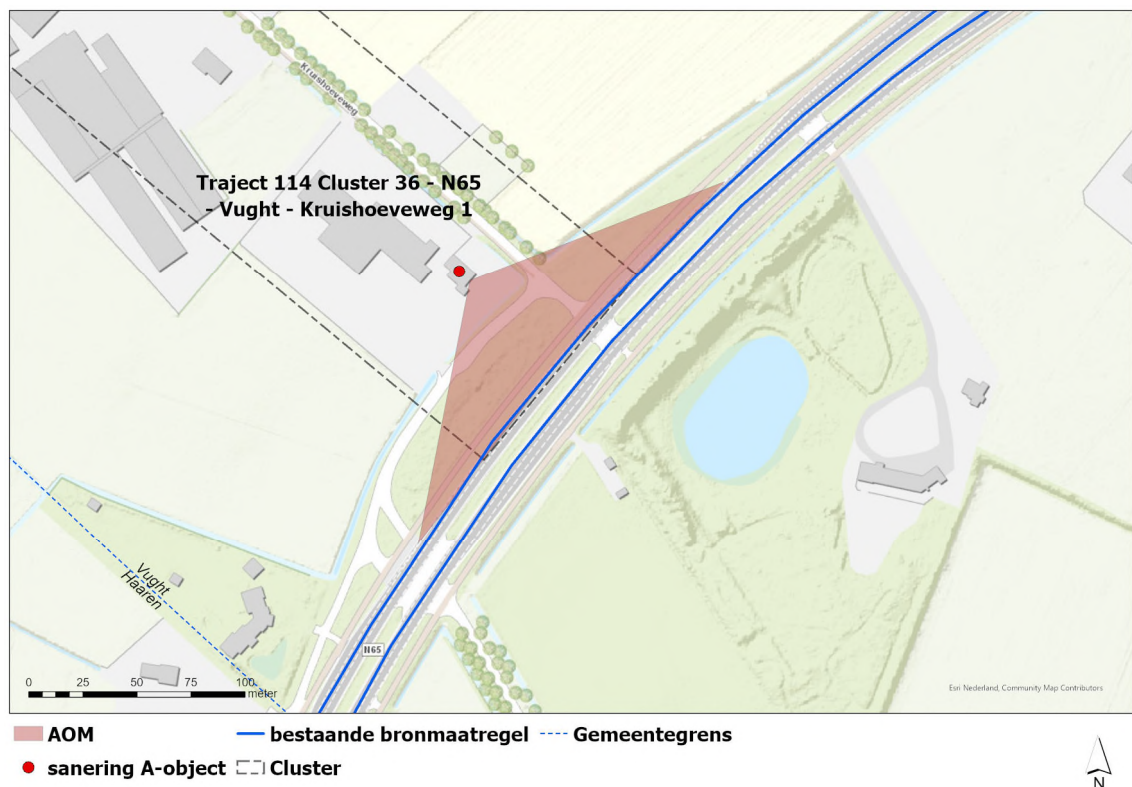 Kruishoeveweg
Traject 114 Cluster 36 - N65
- Vught - Kruishoeveweg 1
Vught
Haaren
N65
0 25 50 75 100
meter
Esri Nederland, Community Map Contributors
AOM
bestaande bronmaatregel
Gemeentegrens
sanering A-object
Cluster
N